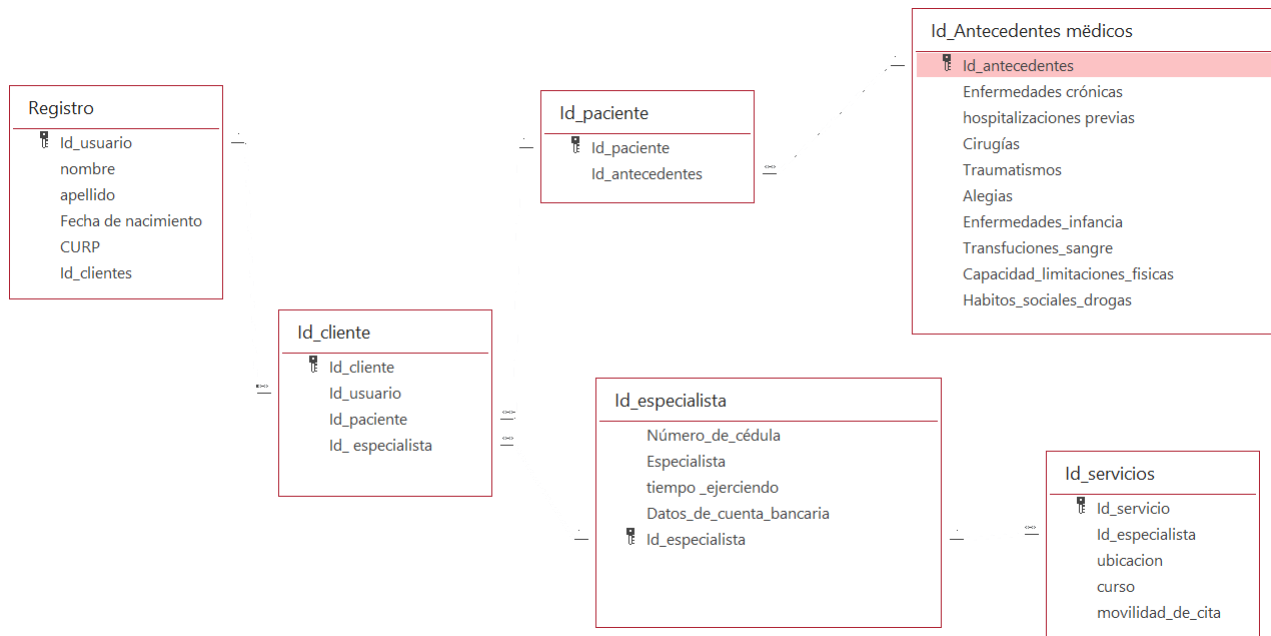 Registro
Id_usuario
nombre
apellido
Fecha de nacimiento
CURP
Id_clientes
Id_cliente
Id_cliente
Id_usuario
Id_paciente
Id_ especialista
Id_paciente
Id_paciente
Id_antecedentes
Id_especialista
Número_de_cédula
Especialista
tiempo _ejerciendo
Datos_de_cuenta_bancaria
Id_especialista
Id_Antecedentes mëdicos
Id_antecedentes
Enfermedades crónicas
hospitalizaciones previas
Cirugías
Traumatismos
Alegias
Enfermedades_infancia
Transfuciones_sangre
Capacidad_limitaciones_fisicas
Habitos_sociales_drogas
Id_servicios
Id_servicio
Id_especialista
ubicacion
curso
movilidad_de_cita